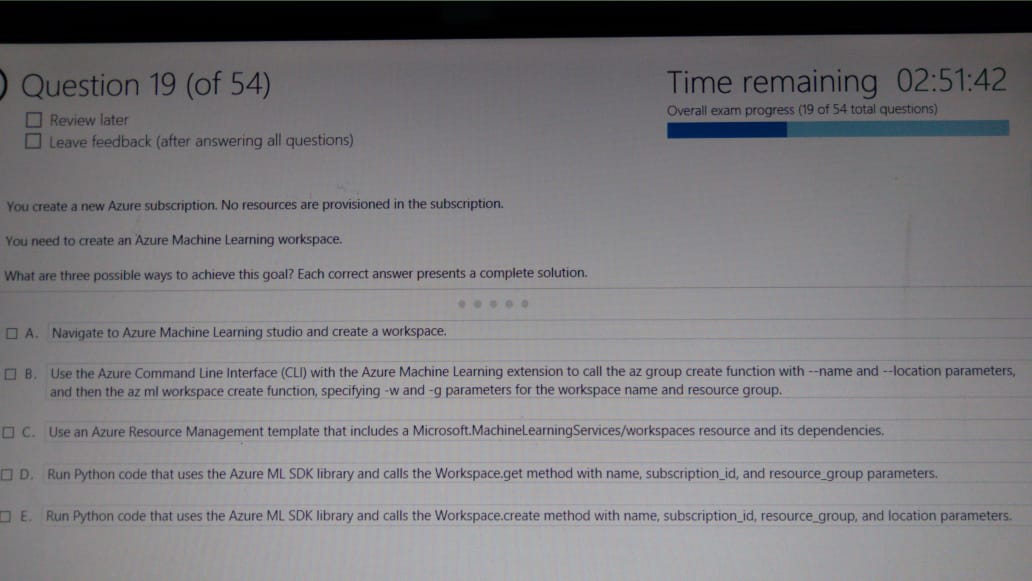 Question 19 (of 54)
Time remaining 02:51:42
Review later
Overall exam progress (19 of 54 total questions)
Leave feedback (after answering all questions)
You create a new Azure subscription. No resources are provisioned in the subscription.
You need to create an Azure Machine Learning workspace.
What are three possible ways to achieve this goal? Each correct answer presents a complete solution.
A. Navigate to Azure Machine Learning studio and create a workspace.
B. Use the Azure Command Line Interface (CLI) with the Azure Machine Learning extension to call the az group create function with --name and --location parameters,
and then the az ml workspace create function, specifying -w and -g parameters for the workspace name and resource group.
C. Use an Azure Resource Management template that includes a Microsoft.MachineLearningServices/workspaces resource and its dependencies.
D. Run Python code that uses the Azure ML SDK library and calls the Workspace.get method with name, subscription_id, and resource_group parameters.
E. Run Python code that uses the Azure ML SDK library and calls the Workspace.create method with name, subscription_id, resource_group, and location parameters.